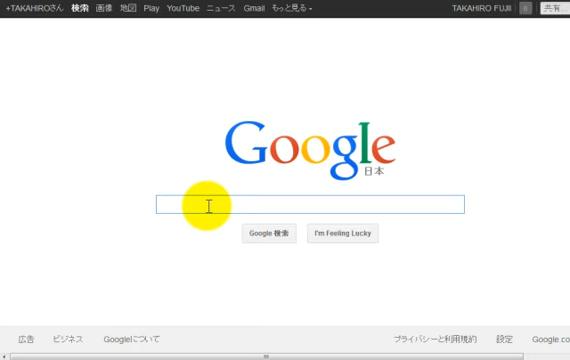 +TAKAHIROさん 検索 画像 地図 Play YouTube ニュース Gmail もっと見る
TAKAHIRO FUJII 0 共有...
Google
日本
Google 検索 I'm Feeling Lucky
広告 ビジネス Googleについて プライバシーと利用規約 設定 Google.co